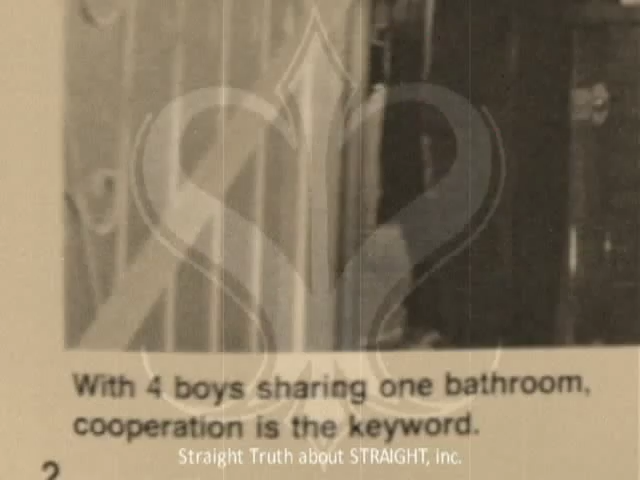 With 4 boys sharing one bathroom,
cooperation is the keyword.
Straight Truth about STRAIGHT, inc.
2